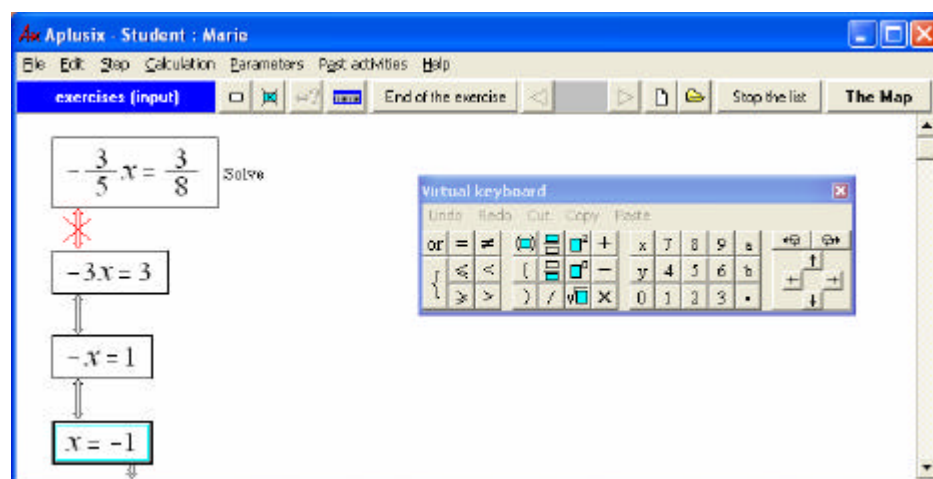 Aplusix - Student : Marie
File Edit Step Calculation Parameters Past activities Help
exercises (input) End of the exercise Stop the list The Map
-3/5 x = 3/8 Solve
-3x = 3
-x = 1
x = -1
Virtual keyboard
Undo Redo Cut Copy Paste
or = ≠ + x 7 8 9 a
{ ≤ < ( − y 4 5 6 b
≥ > ) / √ × 0 1 2 3 .